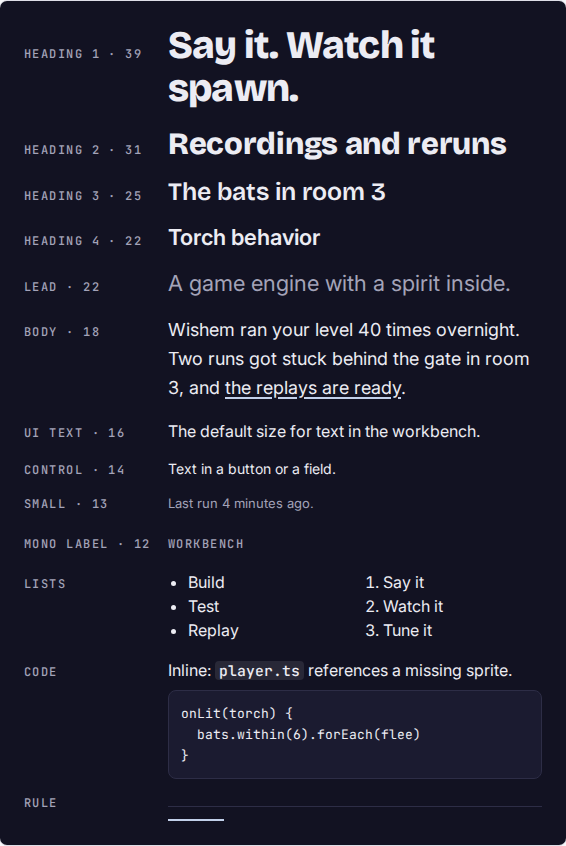 HEADING 1 · 39
Say it. Watch it
spawn.
HEADING 2 · 31
Recordings and reruns
HEADING 3 · 25
The bats in room 3
HEADING 4 · 22
Torch behavior
LEAD · 22
A game engine with a spirit inside.
BODY · 18
Wishem ran your level 40 times overnight.
Two runs got stuck behind the gate in room
3, and the replays are ready.
UI TEXT · 16
The default size for text in the workbench.
CONTROL · 14
Text in a button or a field.
SMALL · 13
Last run 4 minutes ago.
MONO LABEL · 12
WORKBENCH
LISTS
• Build
• Test
• Replay
1. Say it
2. Watch it
3. Tune it
CODE
Inline: player.ts references a missing sprite.
onLit(torch) {
  bats.within(6).forEach(flee)
}
RULE